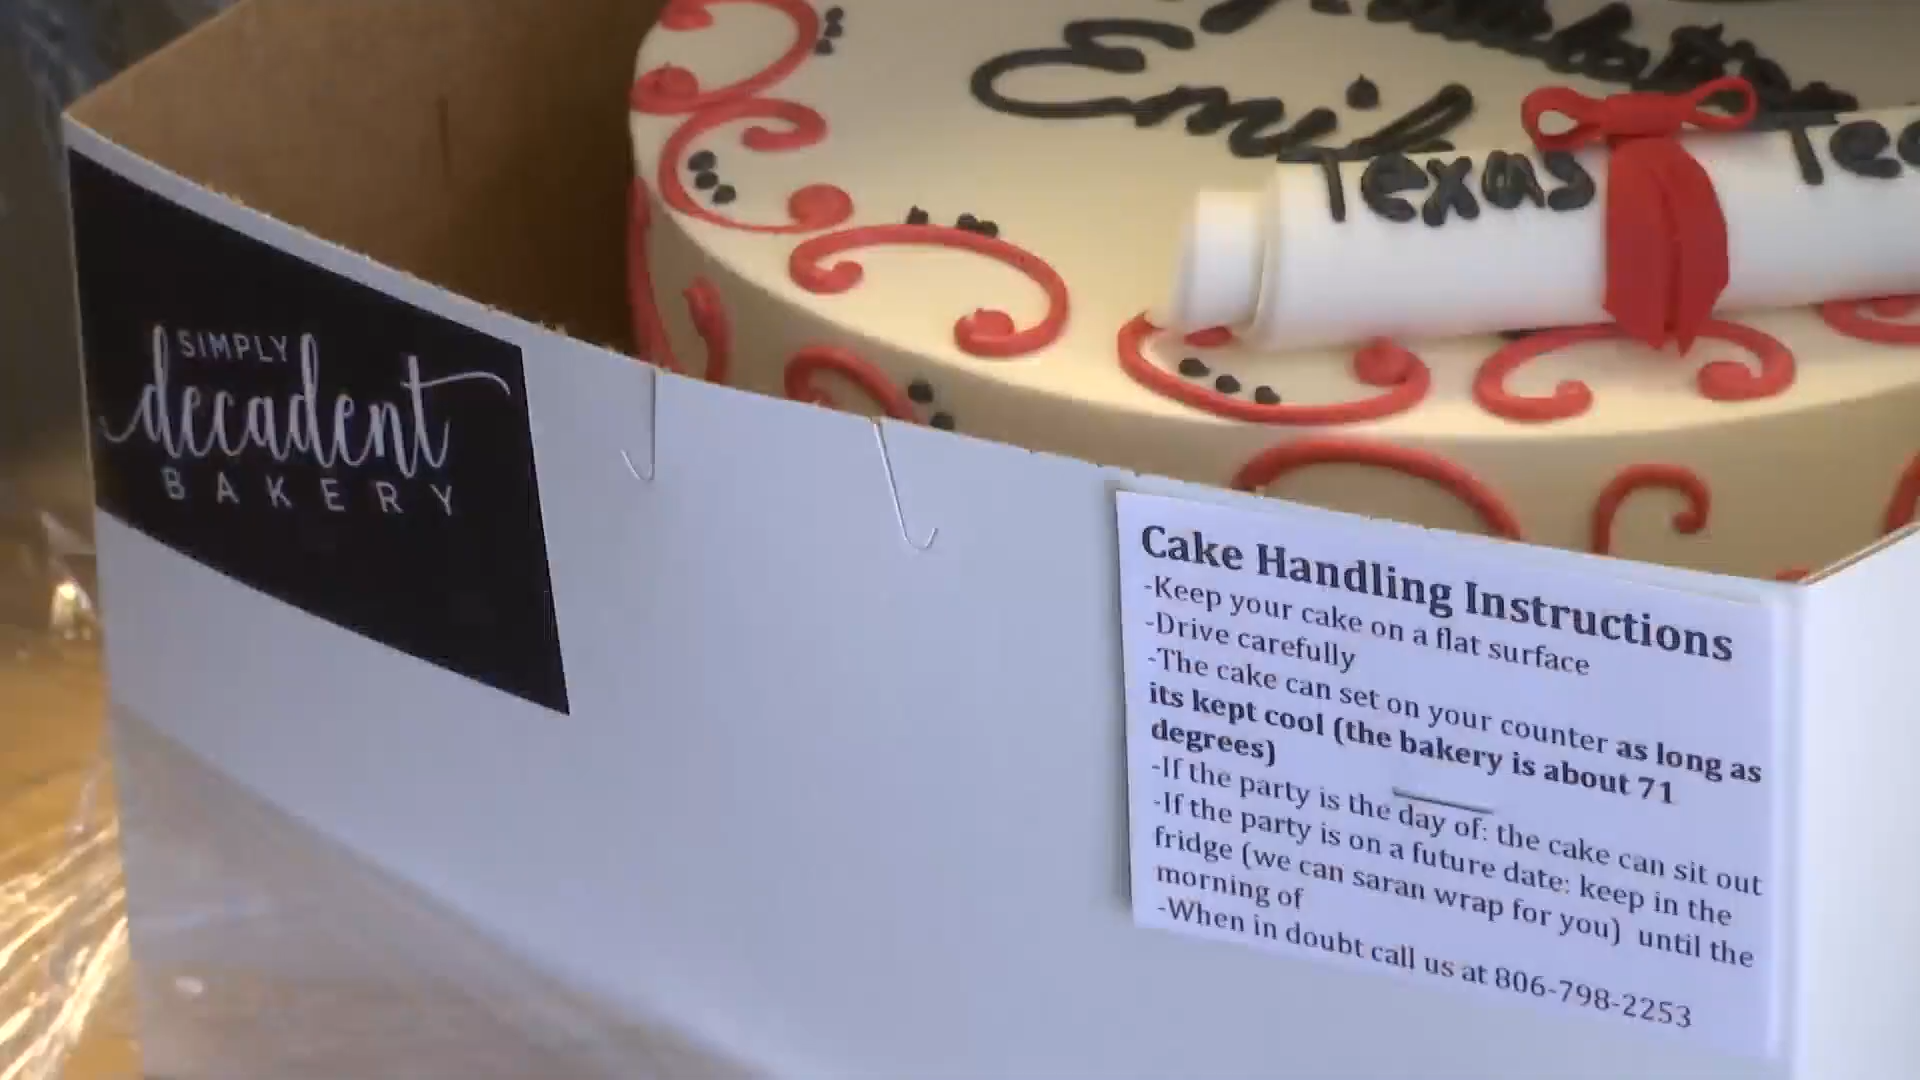 Emil
Texas
SIMPLY
decadent
BAKERY
Cake Handling Instructions
-Keep your cake on a flat surface
-Drive carefully
-The cake can set on your counter as long as
its kept cool (the bakery is about 71
degrees)
-If the party is the day of: the cake can sit out
-If the party is on a future date: keep in the
fridge (we can saran wrap for you) until the
morning of
-When in doubt call us at 806-798-2253